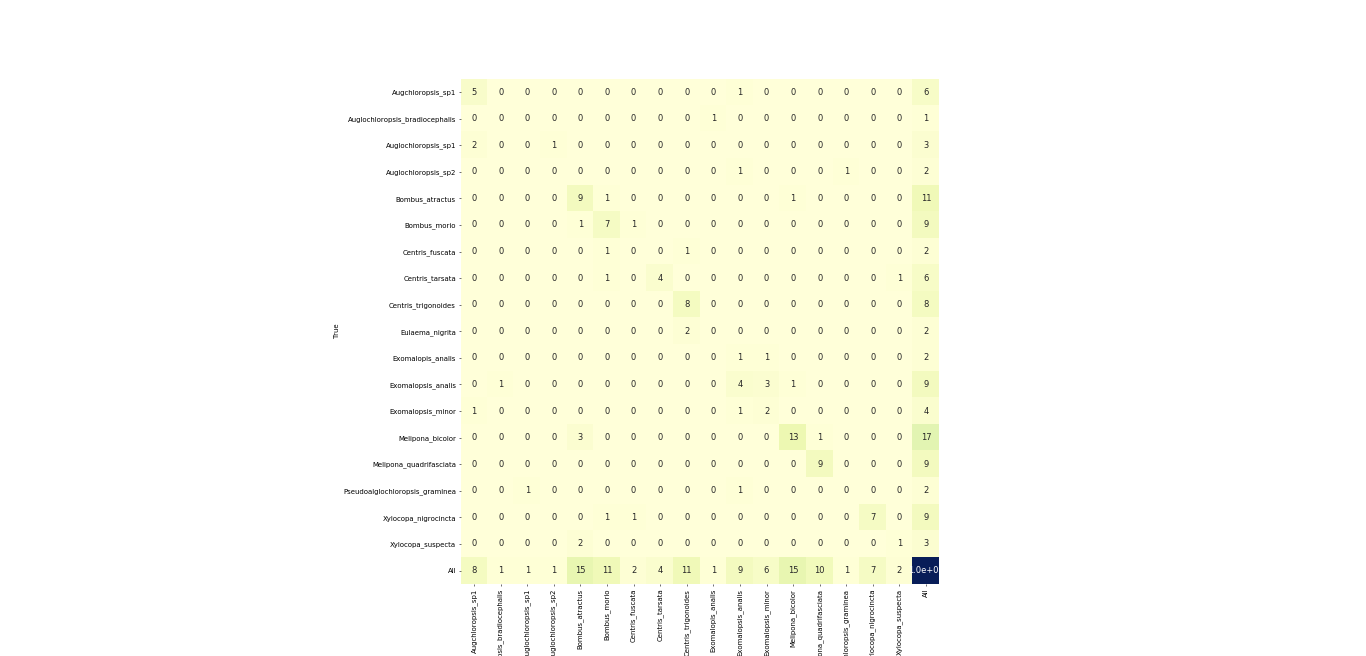 Augchloropsis_sp1 5 0 0 0 0 0 0 0 0 0 1 0 0 0 0 0 0 6
Auglochloropsis_bradiocephalis 0 0 0 0 0 0 0 0 0 1 0 0 0 0 0 0 0 1
Auglochloropsis_sp1 2 0 0 1 0 0 0 0 0 0 0 0 0 0 0 0 0 3
Auglochloropsis_sp2 0 0 0 0 0 0 0 0 0 0 1 0 0 0 1 0 0 2
Bombus_atractus 0 0 0 0 9 1 0 0 0 0 0 0 1 0 0 0 0 11
Bombus_morio 0 0 0 0 1 7 1 0 0 0 0 0 0 0 0 0 0 9
Centris_fuscata 0 0 0 0 0 1 0 0 1 0 0 0 0 0 0 0 0 2
Centris_tarsata 0 0 0 0 0 1 0 4 0 0 0 0 0 0 0 0 1 6
Centris_trigonoides 0 0 0 0 0 0 0 0 8 0 0 0 0 0 0 0 0 8
True
Eulaema_nigrita 0 0 0 0 0 0 0 0 2 0 0 0 0 0 0 0 0 2
Exomalopis_analis 0 0 0 0 0 0 0 0 0 0 1 1 0 0 0 0 0 2
Exomalopsis_analis 0 1 0 0 0 0 0 0 0 0 4 3 1 0 0 0 0 9
Exomalopsis_minor 1 0 0 0 0 0 0 0 0 0 1 2 0 0 0 0 0 4
Melipona_bicolor 0 0 0 0 3 0 0 0 0 0 0 0 13 1 0 0 0 17
Melipona_quadrifasciata 0 0 0 0 0 0 0 0 0 0 0 0 0 9 0 0 0 9
Pseudoalglochloropsis_graminea 0 0 1 0 0 0 0 0 0 0 1 0 0 0 0 0 0 2
Xylocopa_nigrocincta 0 0 0 0 0 1 1 0 0 0 0 0 0 0 0 7 0 9
Xylocopa_suspecta 0 0 0 0 2 0 0 0 0 0 0 0 0 0 0 0 1 3
All 8 1 1 1 15 11 2 4 11 1 9 6 15 10 1 7 2 .0e+0
Augchloropsis_sp1
sis_bradiocephalis
glochloropsis_sp1
uglochloropsis_sp2
Bombus_atractus
Bombus_morio
Centris_fuscata
Centris_tarsata
Centris_trigonoides
Exomalopis_analis
Exomalopsis_analis
Exomalopsis_minor
Melipona_bicolor
ona_quadrifasciata
hloropsis_graminea
locopa_nigrocincta
Xylocopa_suspecta
All